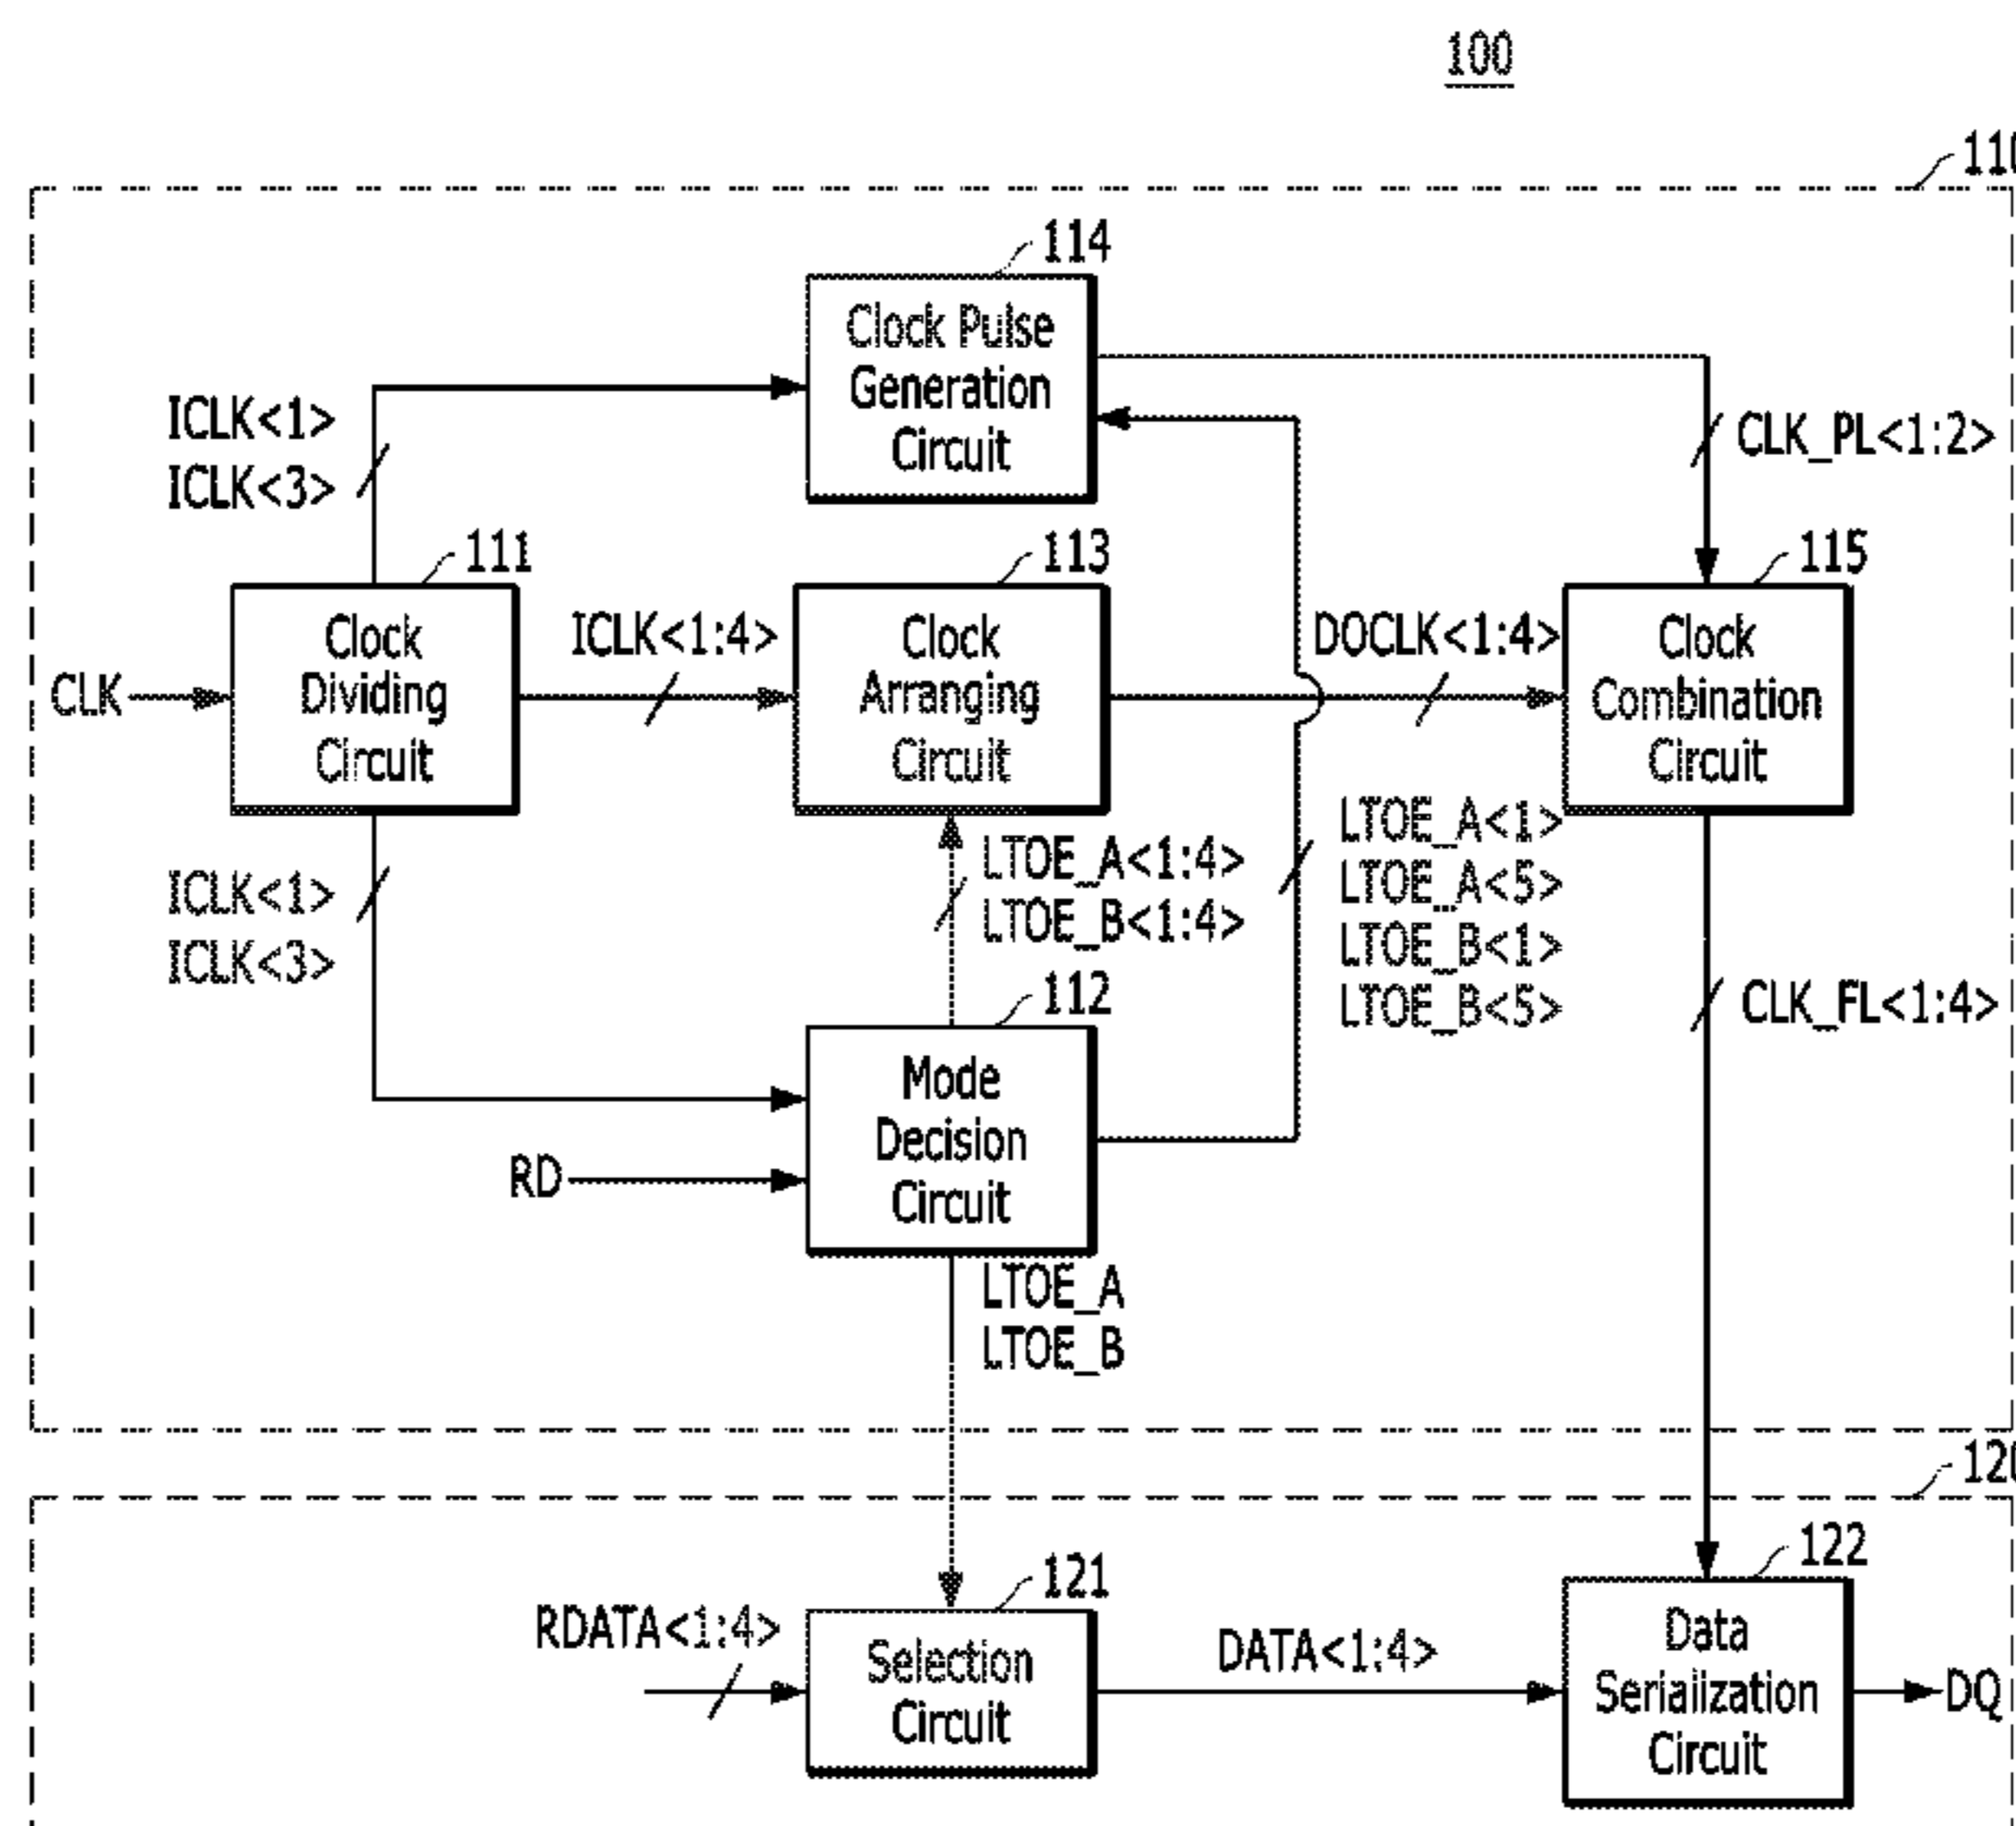 100
110
114
Clock Pulse
Generation
Circuit
ICLK<1>
ICLK<3>
CLK_PL<1:2>
111
113
115
Clock
Dividing
Circuit
ICLK<1:4>
Clock
Arranging
Circuit
DOCLK<1:4>
Clock
Combination
Circuit
CLK
ICLK<1>
ICLK<3>
LTOE_A<1:4>
LTOE_B<1:4>
LTOE_A<1>
LTOE_A<5>
LTOE_B<1>
LTOE_B<5>
CLK_FL<1:4>
112
Mode
Decision
Circuit
RD
LTOE_A
LTOE_B
120
121
122
RDATA<1:4>
Selection
Circuit
DATA<1:4>
Data
Serialization
Circuit
DQ